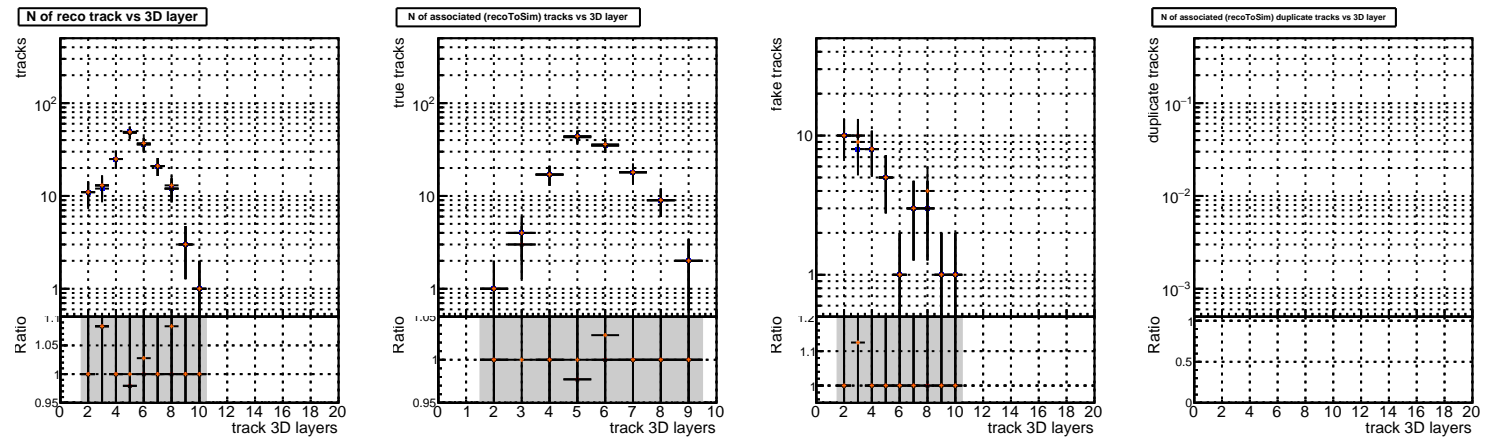 N of reco track vs 3D layer
tracks
10²
10
1
Ratio
1.1
1.05
1
0.95
0 2 4 6 8 10 12 14 16 18 20
track 3D layers
N of associated (recoToSim) tracks vs 3D layer
true tracks
10²
10
1
Ratio
1.05
1
0.95
0 1 2 3 4 5 6 7 8 9 10
track 3D layers
fake tracks
10
1
Ratio
1.2
1.1
1
0 2 4 6 8 10 12 14 16 18 20
track 3D layers
N of associated (recoToSim) duplicate tracks vs 3D layer
duplicate tracks
10⁻¹
10⁻²
10⁻³
Ratio
1
0.5
0
0 2 4 6 8 10 12 14 16 18 20
track 3D layers